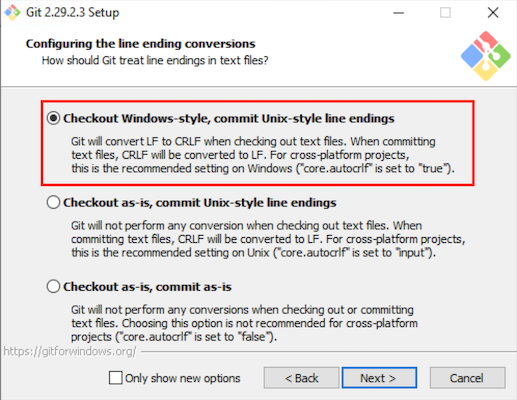 Git 2.29.2.3 Setup
Configuring the line ending conversions
How should Git treat line endings in text files?
Checkout Windows-style, commit Unix-style line endings
Git will convert LF to CRLF when checking out text files. When committing
text files, CRLF will be converted to LF. For cross-platform projects,
this is the recommended setting on Windows ("core.autocrlf" is set to "true").
Checkout as-is, commit Unix-style line endings
Git will not perform any conversion when checking out text files. When
committing text files, CRLF will be converted to LF. For cross-platform projects,
this is the recommended setting on Unix ("core.autocrlf" is set to "input").
Checkout as-is, commit as-is
Git will not perform any conversions when checking out or committing
text files. Choosing this option is not recommended for cross-platform
projects ("core.autocrlf" is set to "false").
https://gitforwindows.org/
Only show new options
< Back
Next >
Cancel